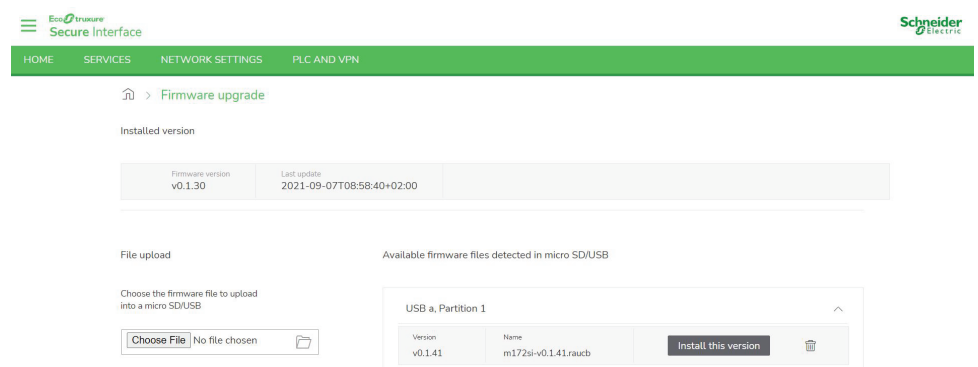 EcoStruxure
Secure Interface
Schneider
Electric
HOME SERVICES NETWORK SETTINGS PLC AND VPN
> Firmware upgrade
Installed version
Firmware version Last update
v0.1.30 2021-09-07T08:58:40+02:00
File upload
Choose the firmware file to upload
into a micro SD/USB
Choose File No file chosen
Available firmware files detected in micro SD/USB
USB a, Partition 1
Version Name
v0.1.41 m172si-v0.1.41.raucb
Install this version